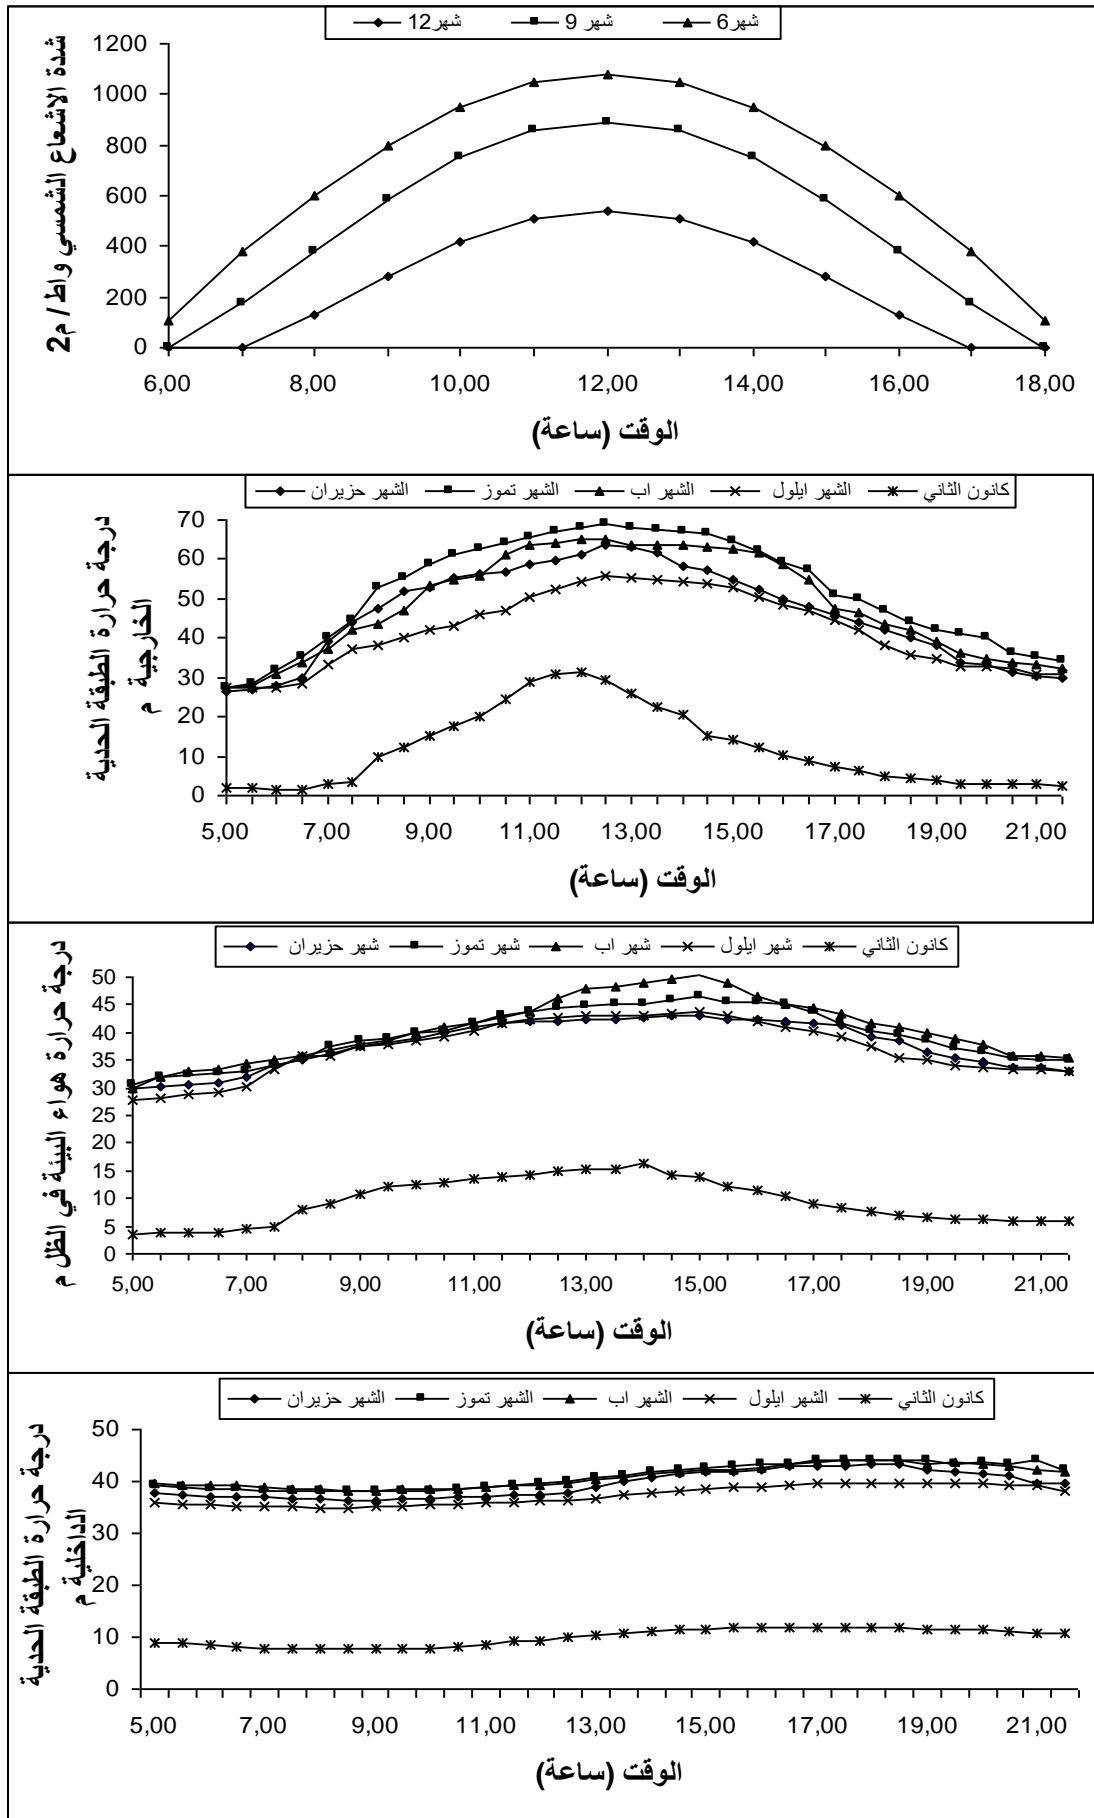 شهر12 شهر 9 شهر6
شدة الاشعاع الشمسي واط / م2
1200
1000
800
600
400
200
0
6,00 8,00 10,00 12,00 14,00 16,00 18,00
الوقت (ساعة)
الشهر حزيران الشهر تموز الشهر اب الشهر ايلول كانون الثاني
درجة حرارة الطبقة الحدية
الخارجية م
70
60
50
40
30
20
10
0
5,00 7,00 9,00 11,00 13,00 15,00 17,00 19,00 21,00
الوقت (ساعة)
شهر حزيران شهر تموز شهر اب شهر ايلول كانون الثاني
درجة حرارة هواء البيئة في الظل م
50
45
40
35
30
25
20
15
10
5
0
5,00 7,00 9,00 11,00 13,00 15,00 17,00 19,00 21,00
الوقت (ساعة)
الشهر حزيران الشهر تموز الشهر اب الشهر ايلول كانون الثاني
درجة حرارة الطبقة الحدية
الداخلية م
50
40
30
20
10
0
5,00 7,00 9,00 11,00 13,00 15,00 17,00 19,00 21,00
الوقت (ساعة)